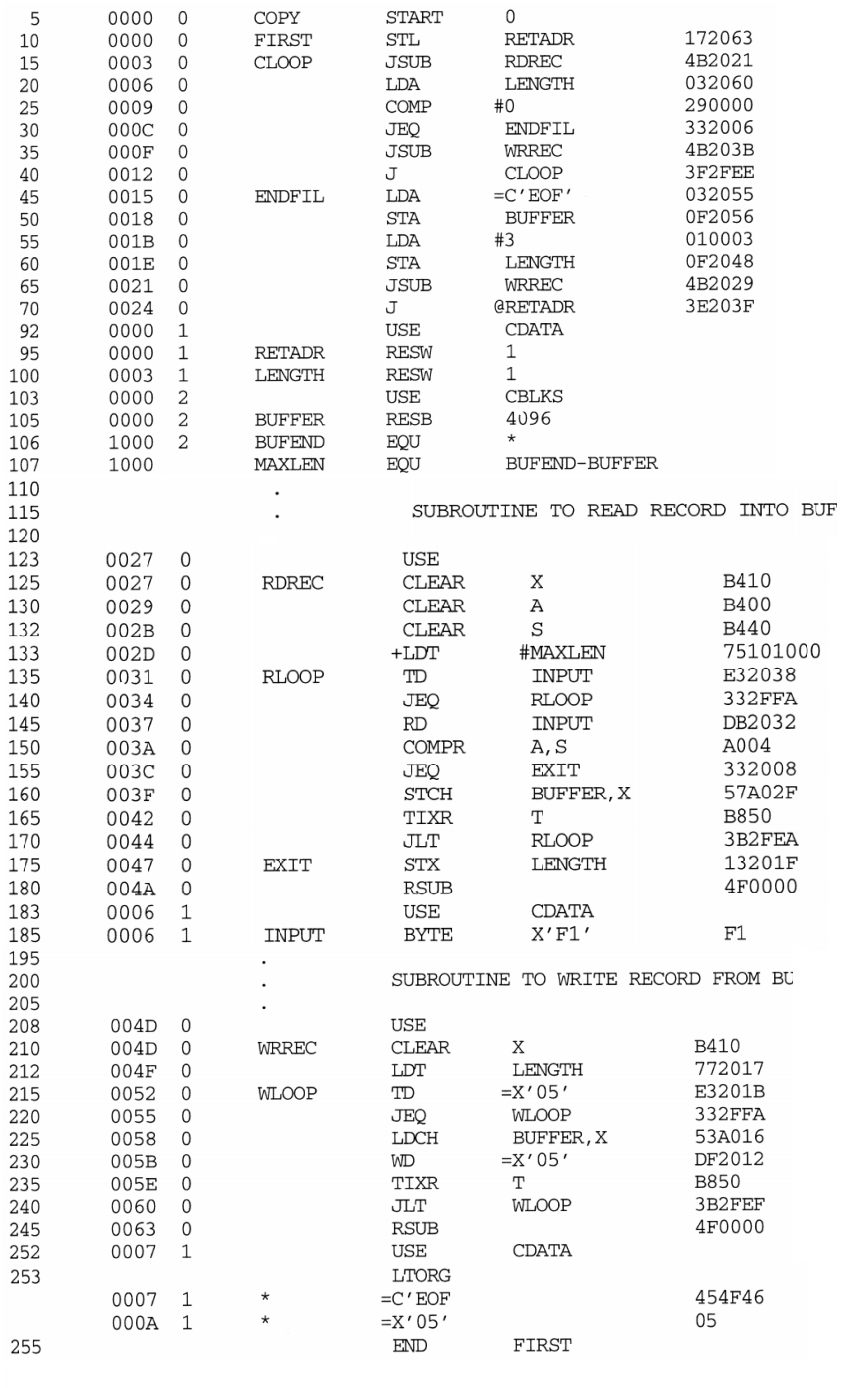 5 0000 0 COPY START 0
10 0000 0 FIRST STL RETADR 172063
15 0003 0 CLOOP JSUB RDREC 4B2021
20 0006 0 LDA LENGTH 032060
25 0009 0 COMP #0 290000
30 000C 0 JEQ ENDFIL 332006
35 000F 0 JSUB WRREC 4B203B
40 0012 0 J CLOOP 3F2FEE
45 0015 0 ENDFIL LDA =C'EOF' 032055
50 0018 0 STA BUFFER 0F2056
55 001B 0 LDA #3 010003
60 001E 0 STA LENGTH 0F2048
65 0021 0 JSUB WRREC 4B2029
70 0024 0 J @RETADR 3E203F
92 0000 1 USE CDATA
95 0000 1 RETADR RESW 1
100 0003 1 LENGTH RESW 1
103 0000 2 USE CBLKS
105 0000 2 BUFFER RESB 4096
106 1000 2 BUFEND EQU *
107 1000 MAXLEN EQU BUFEND-BUFFER
110 .
115 . SUBROUTINE TO READ RECORD INTO BUF
120
123 0027 0 USE
125 0027 0 RDREC CLEAR X B410
130 0029 0 CLEAR A B400
132 002B 0 CLEAR S B440
133 002D 0 +LDT #MAXLEN 75101000
135 0031 0 RLOOP TD INPUT E32038
140 0034 0 JEQ RLOOP 332FFA
145 0037 0 RD INPUT DB2032
150 003A 0 COMPR A,S A004
155 003C 0 JEQ EXIT 332008
160 003F 0 STCH BUFFER,X 57A02F
165 0042 0 TIXR T B850
170 0044 0 JLT RLOOP 3B2FEA
175 0047 0 EXIT STX LENGTH 13201F
180 004A 0 RSUB 4F0000
183 0006 1 USE CDATA
185 0006 1 INPUT BYTE X'F1' F1
195 .
200 . SUBROUTINE TO WRITE RECORD FROM BU
205 .
208 004D 0 USE
210 004D 0 WRREC CLEAR X B410
212 004F 0 LDT LENGTH 772017
215 0052 0 WLOOP TD =X'05' E3201B
220 0055 0 JEQ WLOOP 332FFA
225 0058 0 LDCH BUFFER,X 53A016
230 005B 0 WD =X'05' DF2012
235 005E 0 TIXR T B850
240 0060 0 JLT WLOOP 3B2FEF
245 0063 0 RSUB 4F0000
252 0007 1 USE CDATA
253 LTORG
0007 1 * =C'EOF 454F46
000A 1 * =X'05' 05
255 END FIRST